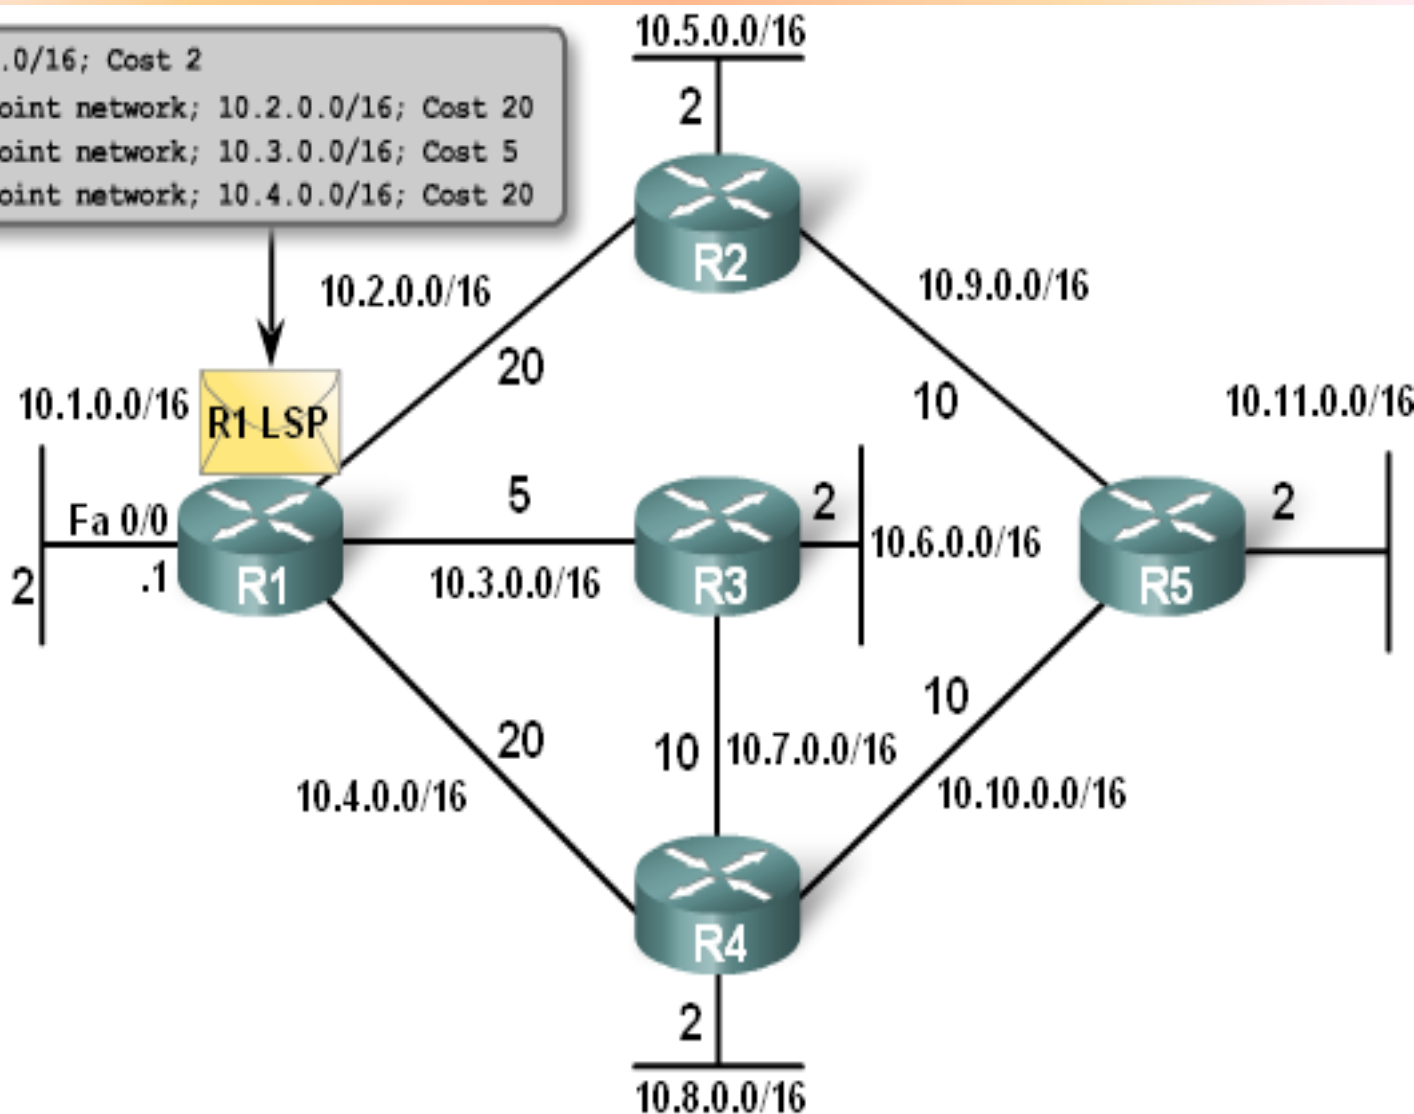 .0/16; Cost 2
oint network; 10.2.0.0/16; Cost 20
oint network; 10.3.0.0/16; Cost 5
oint network; 10.4.0.0/16; Cost 20
10.5.0.0/16
2
R2
10.2.0.0/16
10.9.0.0/16
20
10
10.1.0.0/16
R1 LSP
10.11.0.0/16
Fa 0/0
.1
2
R1
5
10.3.0.0/16
R3
2
10.6.0.0/16
R5
2
20
10.4.0.0/16
10
10.7.0.0/16
10
10.10.0.0/16
R4
2
10.8.0.0/16